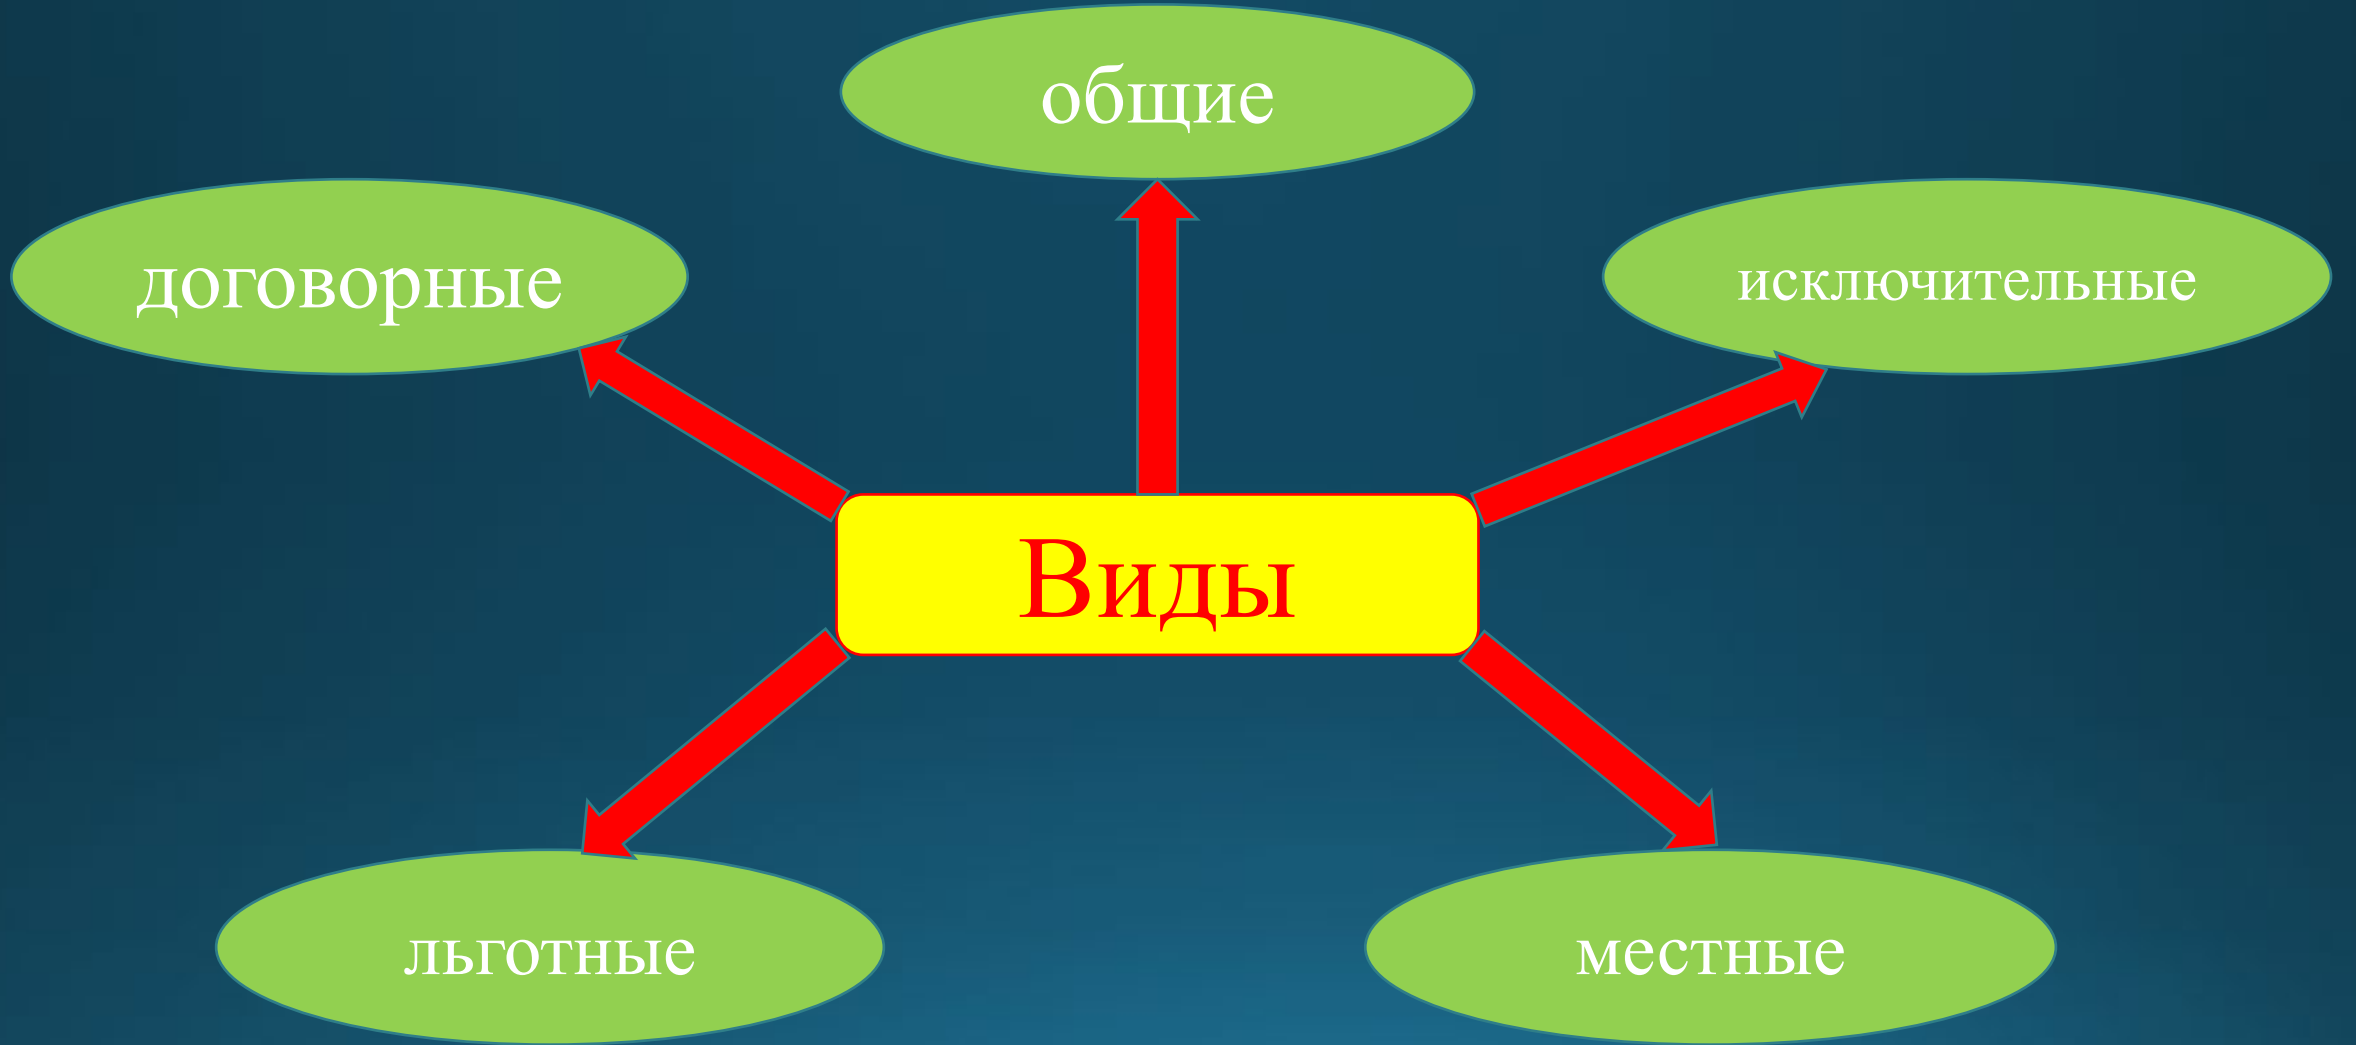 общие
договорные
исключительные
Виды
льготные
местные